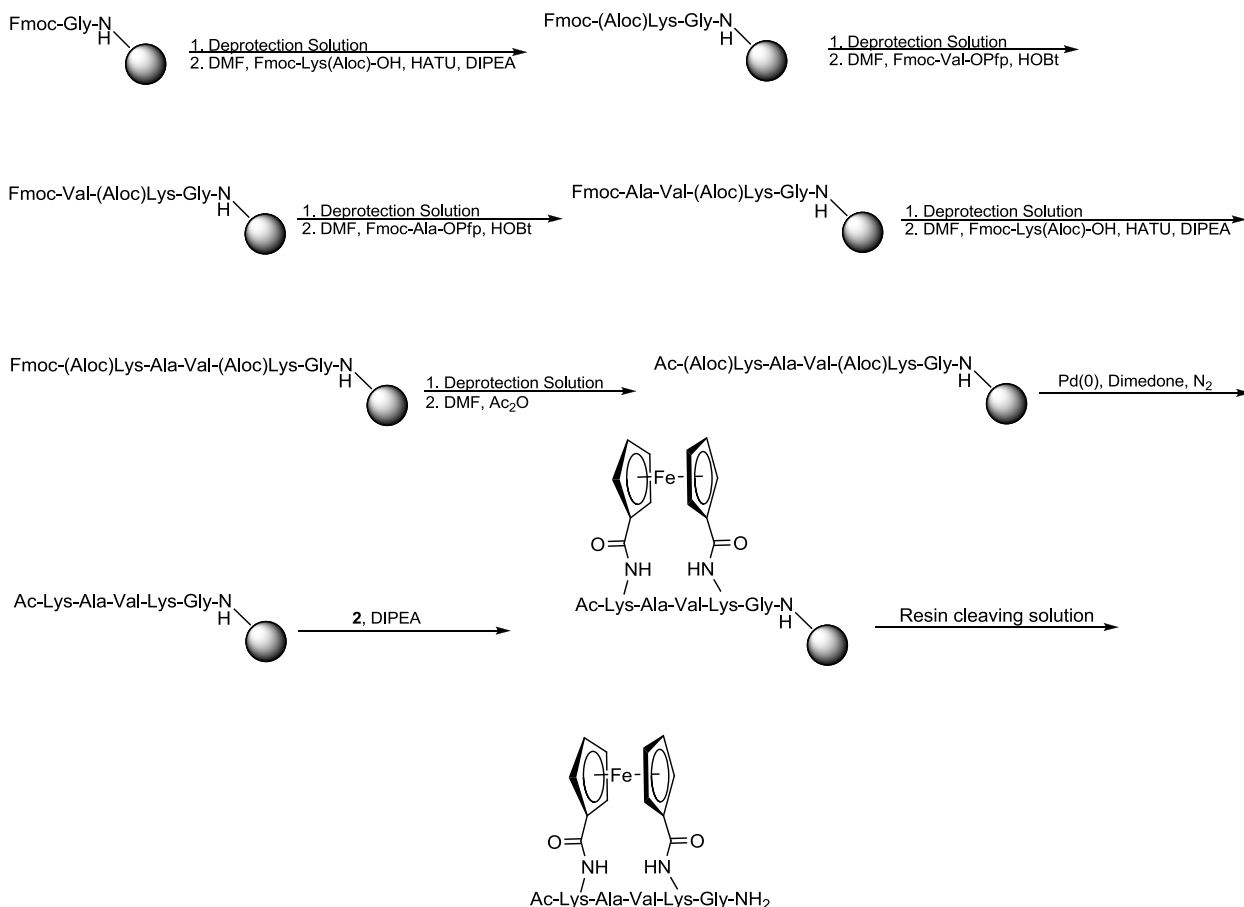 Fmoc-Gly-N
H
1. Deprotection Solution
2. DMF, Fmoc-Lys(Aloc)-OH, HATU, DIPEA
Fmoc-(Aloc)Lys-Gly-N
H
1. Deprotection Solution
2. DMF, Fmoc-Val-OPfp, HOBt
Fmoc-Val-(Aloc)Lys-Gly-N
H
1. Deprotection Solution
2. DMF, Fmoc-Ala-OPfp, HOBt
Fmoc-Ala-Val-(Aloc)Lys-Gly-N
H
1. Deprotection Solution
2. DMF, Fmoc-Lys(Aloc)-OH, HATU, DIPEA
Fmoc-(Aloc)Lys-Ala-Val-(Aloc)Lys-Gly-N
H
1. Deprotection Solution
2. DMF, Ac₂O
Ac-(Aloc)Lys-Ala-Val-(Aloc)Lys-Gly-N
H
Pd(0), Dimedone, N₂
Ac-Lys-Ala-Val-Lys-Gly-N
H
2, DIPEA
Fe
O O
NH HN
Ac-Lys-Ala-Val-Lys-Gly-N
H
Resin cleaving solution
Fe
O O
NH HN
Ac-Lys-Ala-Val-Lys-Gly-NH₂